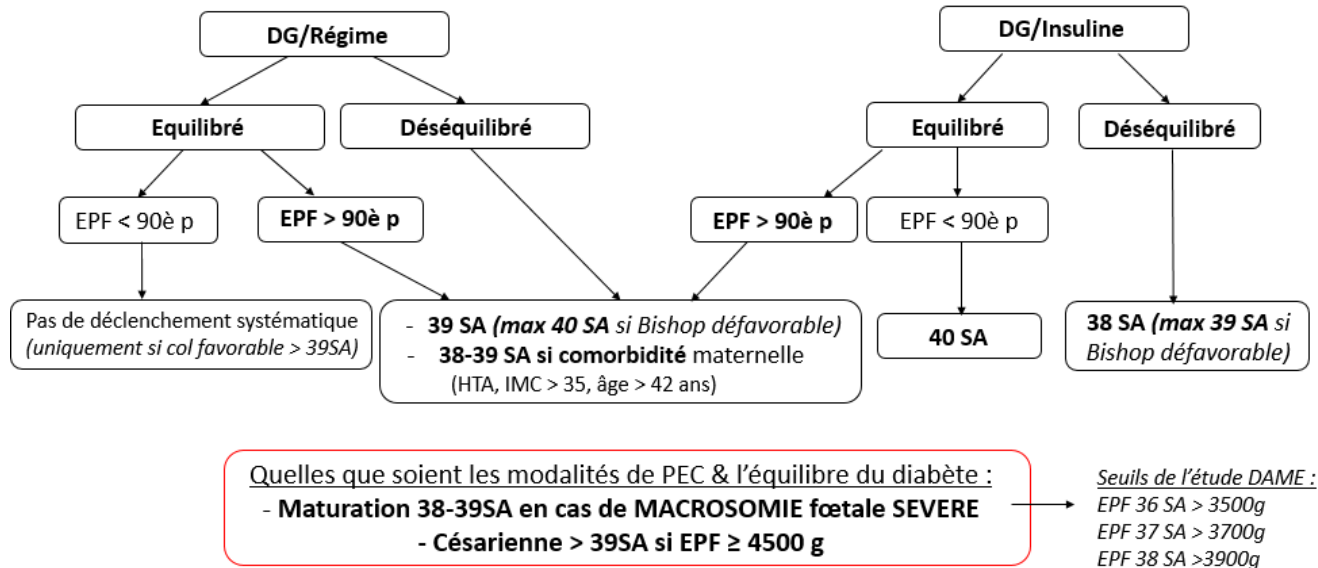 DG/Régime
DG/Insuline
Equilibré
Déséquilibré
Equilibré
Déséquilibré
EPF < 90è p
EPF > 90è p
EPF > 90è p
EPF < 90è p
Pas de déclenchement systématique
(uniquement si col favorable > 39SA)
- 39 SA (max 40 SA si Bishop défavorable)
- 38-39 SA si comorbidité maternelle
(HTA, IMC > 35, âge > 42 ans)
40 SA
38 SA (max 39 SA si
Bishop défavorable)
Quelles que soient les modalités de PEC & l’équilibre du diabète :
- Maturation 38-39SA en cas de MACROSOMIE fœtale SEVERE
- Césarienne > 39SA si EPF ≥ 4500 g
Seuils de l’étude DAME :
EPF 36 SA > 3500g
EPF 37 SA > 3700g
EPF 38 SA >3900g